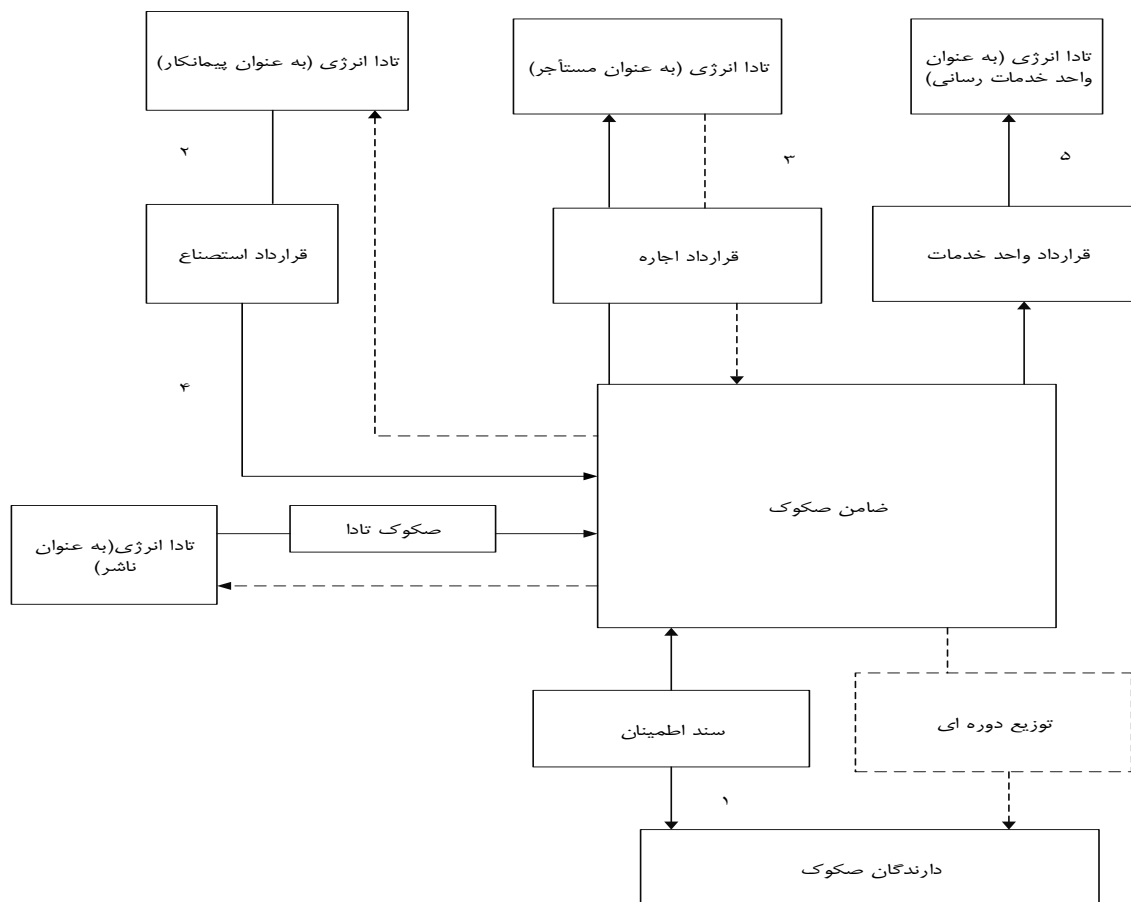 تادا انرژی (به عنوان پیمانکار)
تادا انرژی (به عنوان مستأجر)
تادا انرژی (به عنوان
واحد خدمات رسانی)
۲
۳
۵
قرارداد استصناع
قرارداد اجاره
قرارداد واحد خدمات
۴
ضامن صکوک
صکوک تادا
تادا انرژی(به عنوان
ناشر)
سند اطمینان
توزیع دوره ای
۱
دارندگان صکوک